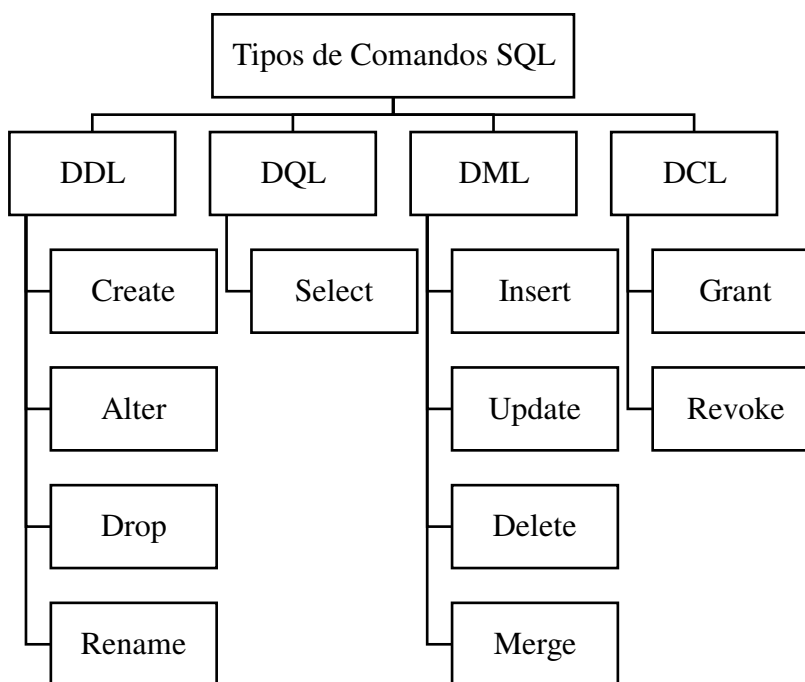 Tipos de Comandos SQL
DDL
DQL
DML
DCL
Create
Select
Insert
Grant
Alter
Update
Revoke
Drop
Delete
Rename
Merge